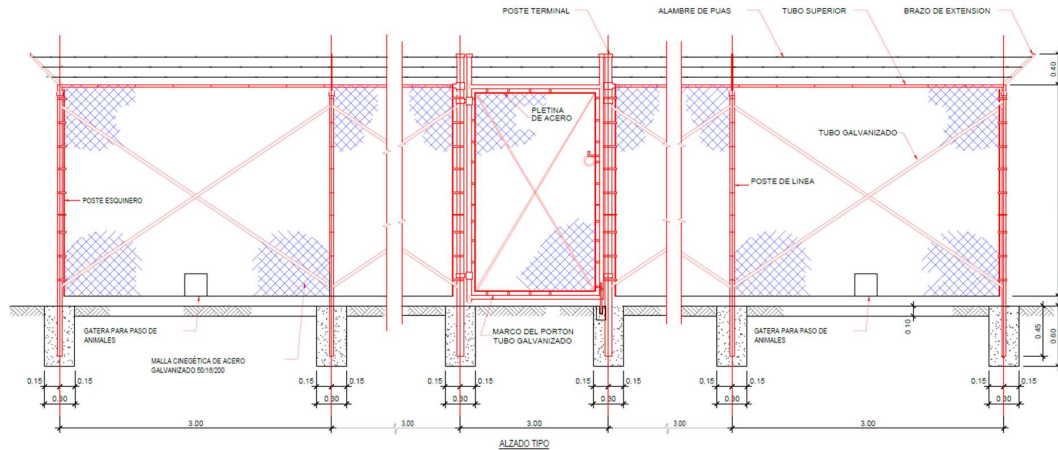 POSTE TERMINAL
ALAMBRE DE PUAS
TUBO SUPERIOR
BRAZO DE EXTENSION
0.40
PLETINA
DE ACERO
TUBO GALVANIZADO
POSTE DE LINEA
POSTE ESQUINERO
GATERA PARA PASO DE
ANIMALES
MALLA CINEGÉTICA DE ACERO
GALVANIZADO 50/16/200
MARCO DEL PORTON
TUBO GALVANIZADO
GATERA PARA PASO DE
ANIMALES
0.10
0.45
0.60
0.15 0.15 0.15 0.15 0.15 0.15 0.15 0.15 0.15 0.15 0.15 0.15
0.30 0.30 0.30 0.30 0.30 0.30
3.00 3.00 3.00 3.00 3.00
ALZADO TIPO